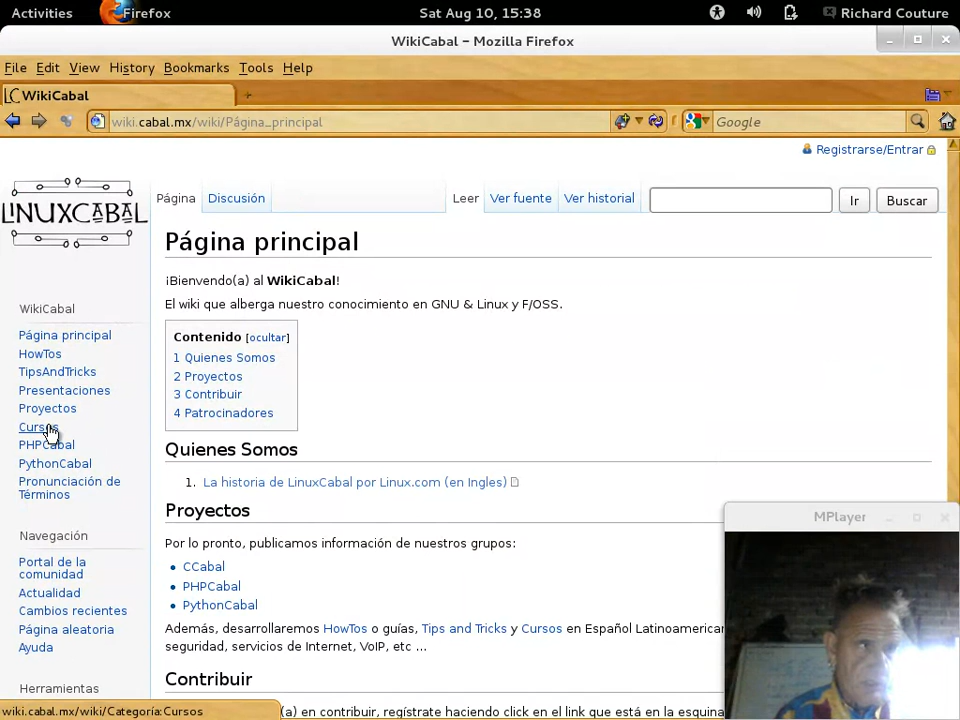 Activities Firefox Sat Aug 10, 15:38 Richard Couture
WikiCabal – Mozilla Firefox
File Edit View History Bookmarks Tools Help
WikiCabal
wiki.cabal.mx/wiki/Página_principal Google
Registrarse/Entrar
LINUXCABAL
Página Discusión Leer Ver fuente Ver historial Ir Buscar
Página principal
¡Bienvendo(a) al WikiCabal!
El wiki que alberga nuestro conocimiento en GNU & Linux y F/OSS.
Contenido [ocultar]
1 Quienes Somos
2 Proyectos
3 Contribuir
4 Patrocinadores
Quienes Somos
1. La historia de LinuxCabal por Linux.com (en Ingles)
Proyectos
Por lo pronto, publicamos información de nuestros grupos:
CCabal
PHPCabal
PythonCabal
Además, desarrollaremos HowTos o guías, Tips and Tricks y Cursos en Español Latinoamerican
seguridad, servicios de Internet, VoIP, etc ...
Contribuir
(a) en contribuir, regístrate haciendo click en el link que está en la esquina
WikiCabal
Página principal
HowTos
TipsAndTricks
Presentaciones
Proyectos
Cursos
PHPCabal
PythonCabal
Pronunciación de
Términos
Navegación
Portal de la
comunidad
Actualidad
Cambios recientes
Página aleatoria
Ayuda
Herramientas
wiki.cabal.mx/wiki/Categoría:Cursos
MPlayer